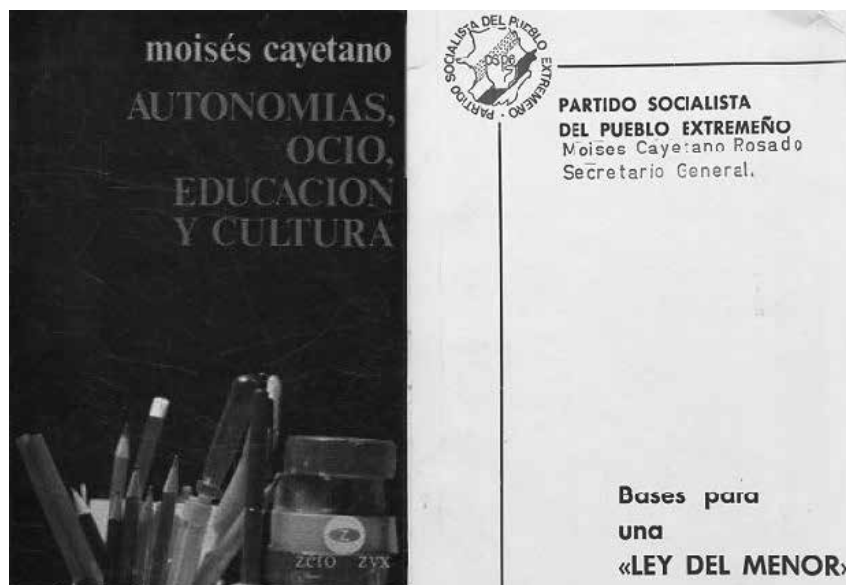 moisés cayetano
AUTONOMIAS,
OCIO,
EDUCACION
Y CULTURA
z
zero zyx
PARTIDO SOCIALISTA DEL PUEBLO EXTREMEÑO
pspe
PARTIDO SOCIALISTA
DEL PUEBLO EXTREMEÑO
Moises Cayetano Rosado
Secretario General.
Bases para
una
«LEY DEL MENOR»